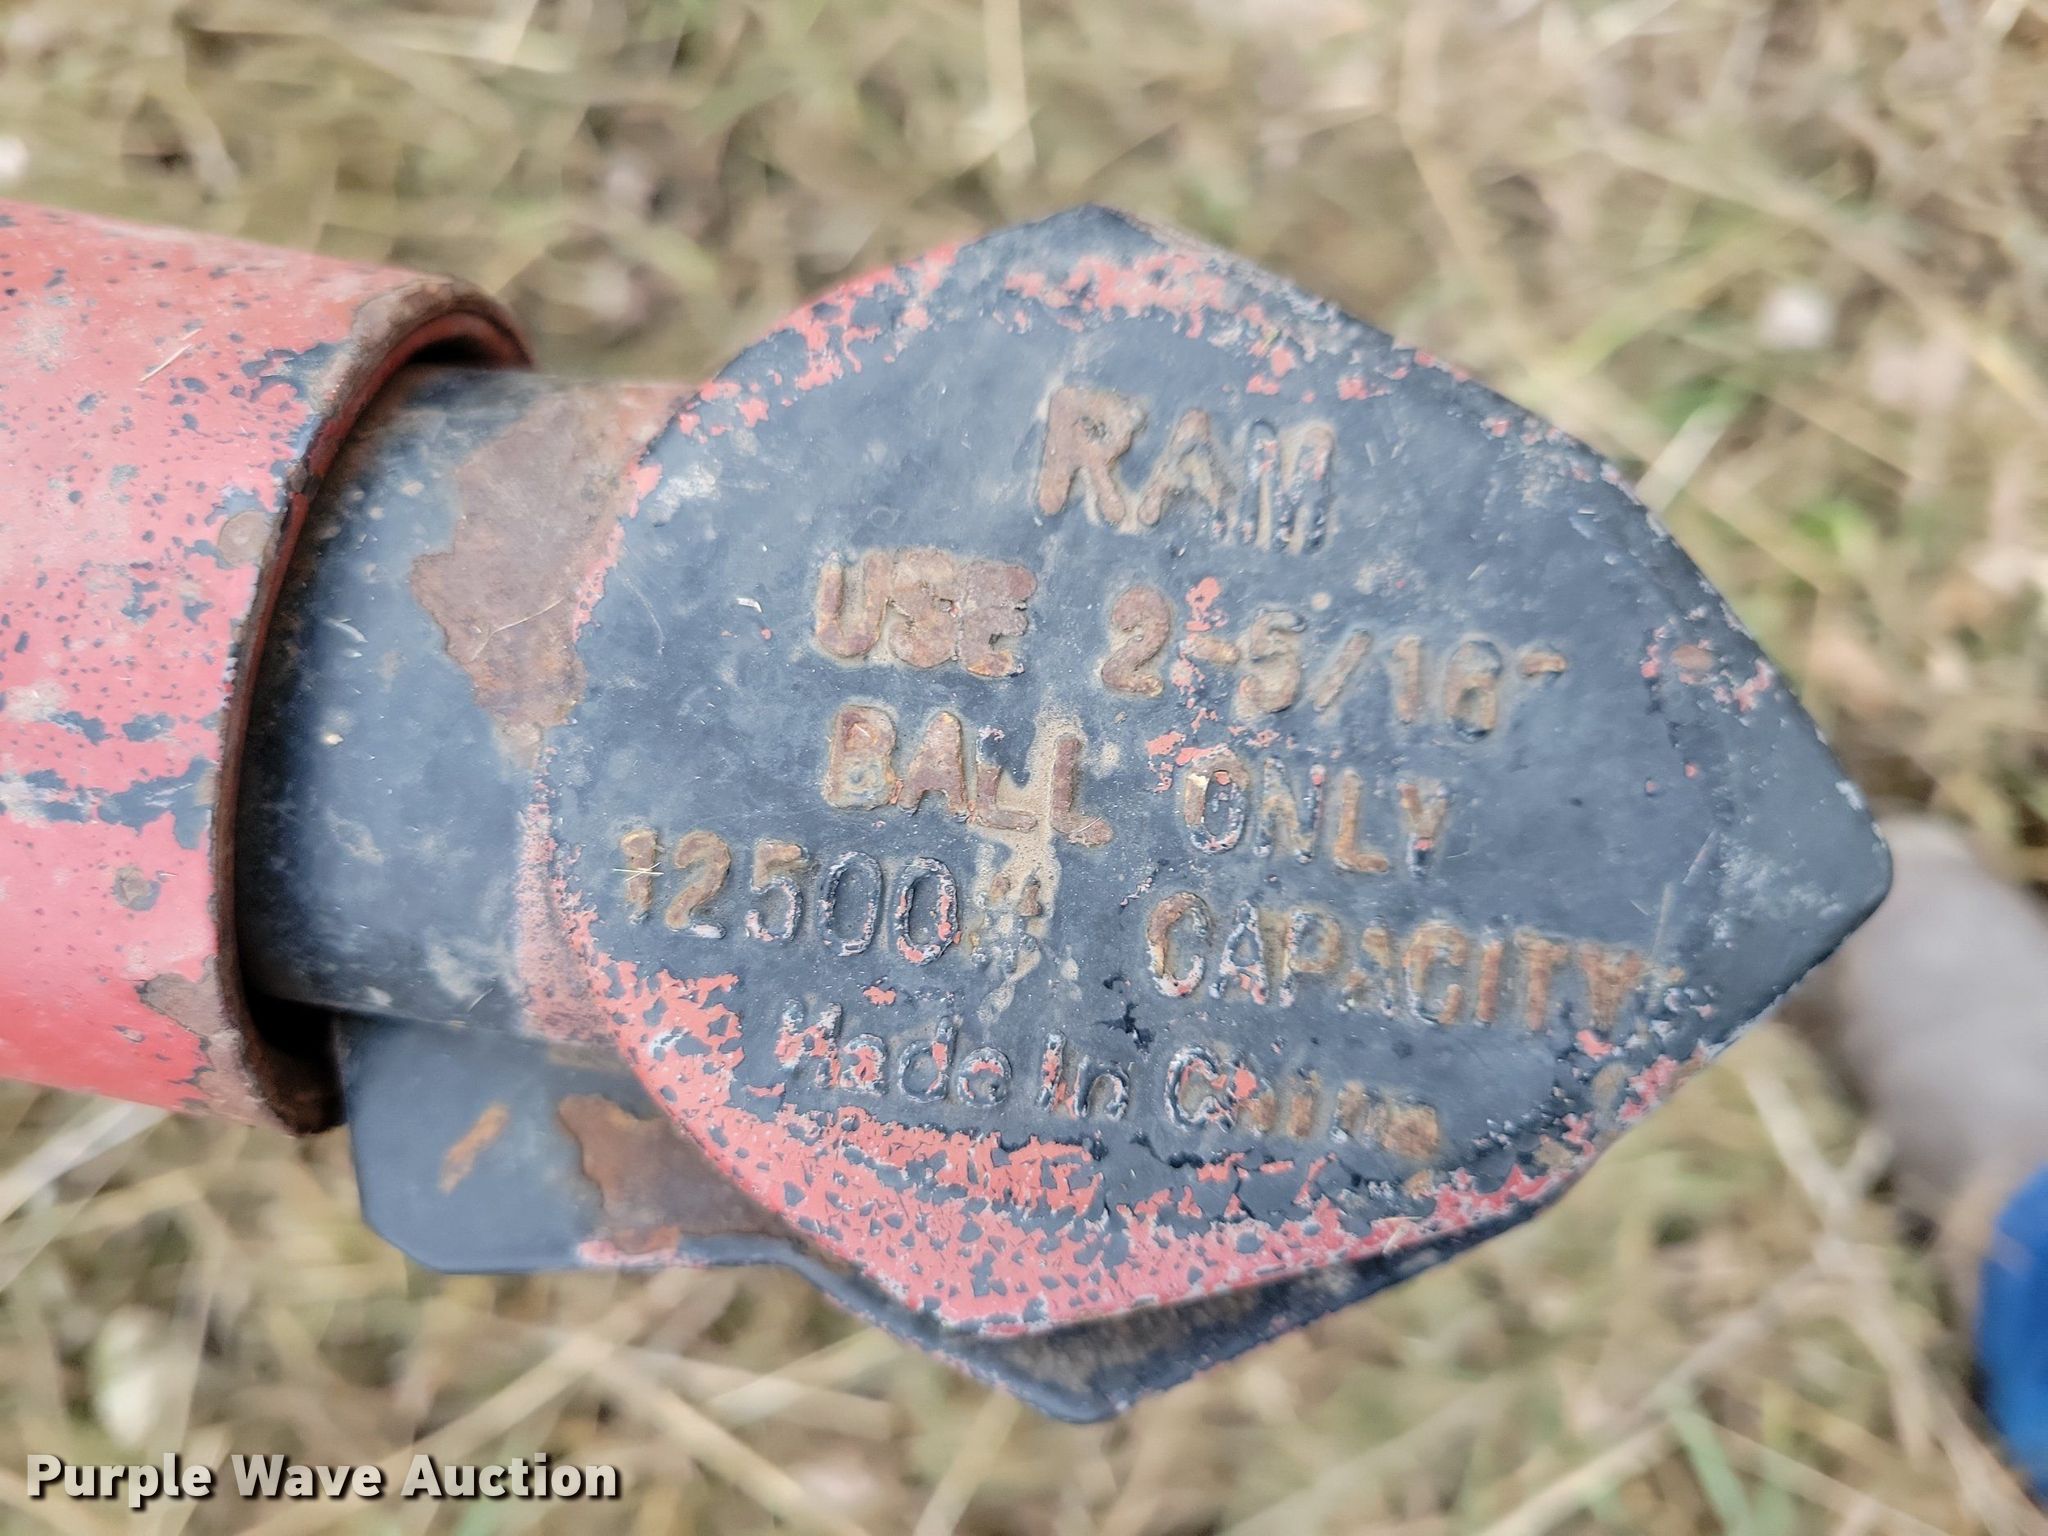 RAM
USE 2-5/16"
BALL ONLY
12500# CAPACITY
Made In China
Purple Wave Auction